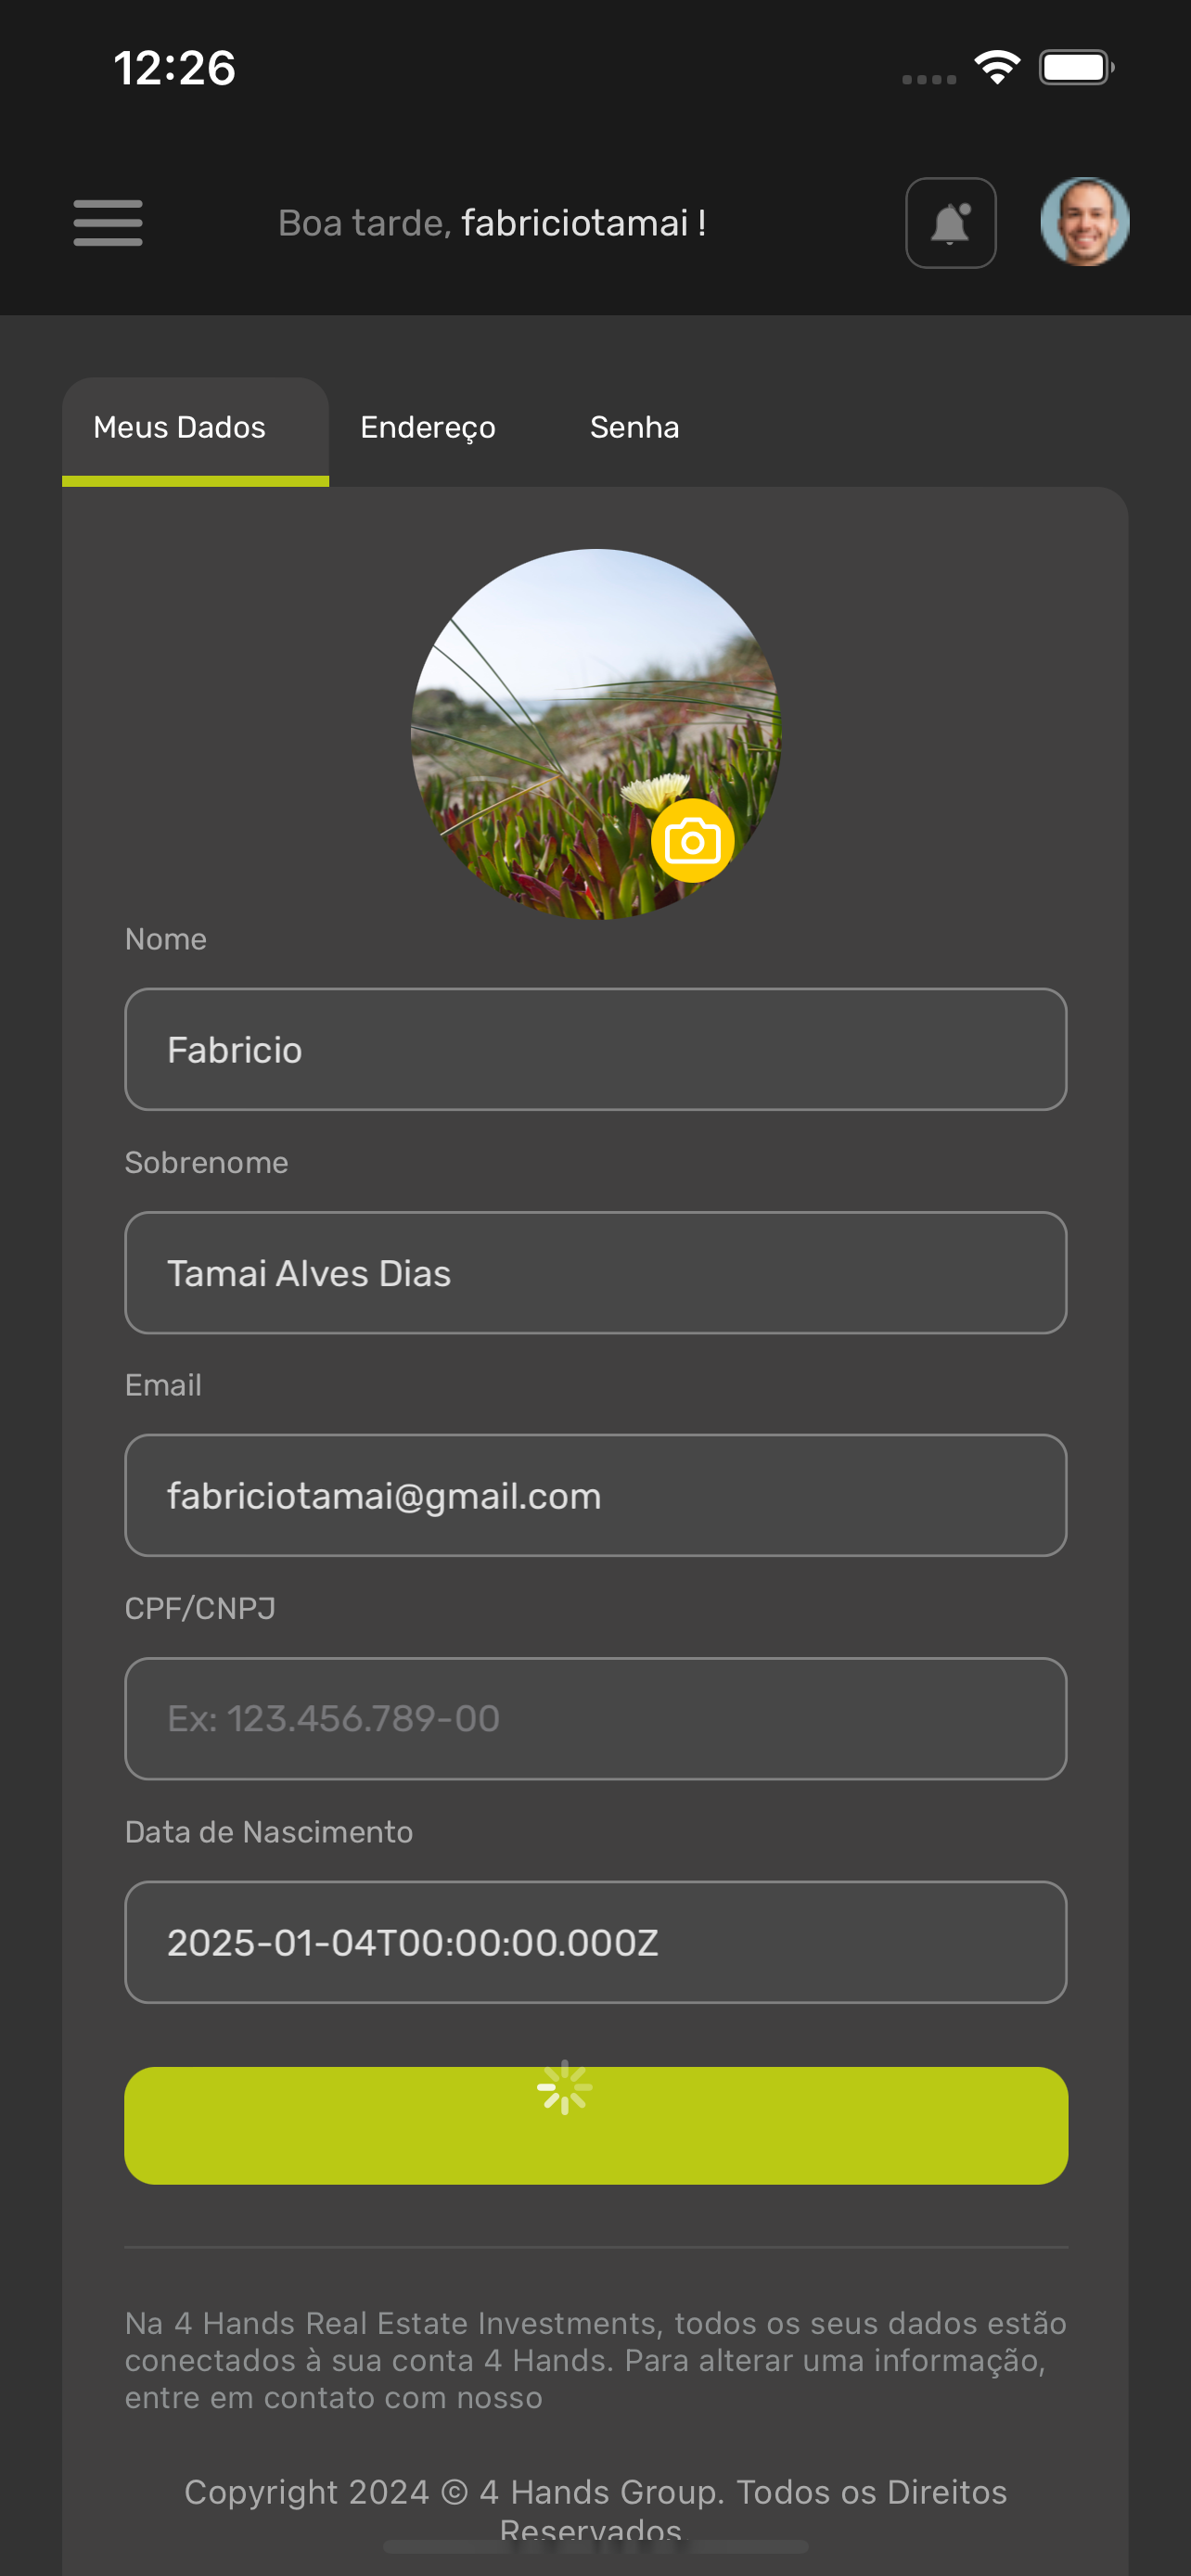 12:26
Boa tarde, fabriciotamai !
Meus Dados
Endereço
Senha
Nome
Fabricio
Sobrenome
Tamai Alves Dias
Email
fabriciotamai@gmail.com
CPF/CNPJ
Ex: 123.456.789-00
Data de Nascimento
2025-01-04T00:00:00.000Z
Na 4 Hands Real Estate Investments, todos os seus dados estão
conectados à sua conta 4 Hands. Para alterar uma informação,
entre em contato com nosso
Copyright 2024 © 4 Hands Group. Todos os Direitos
Reservados.